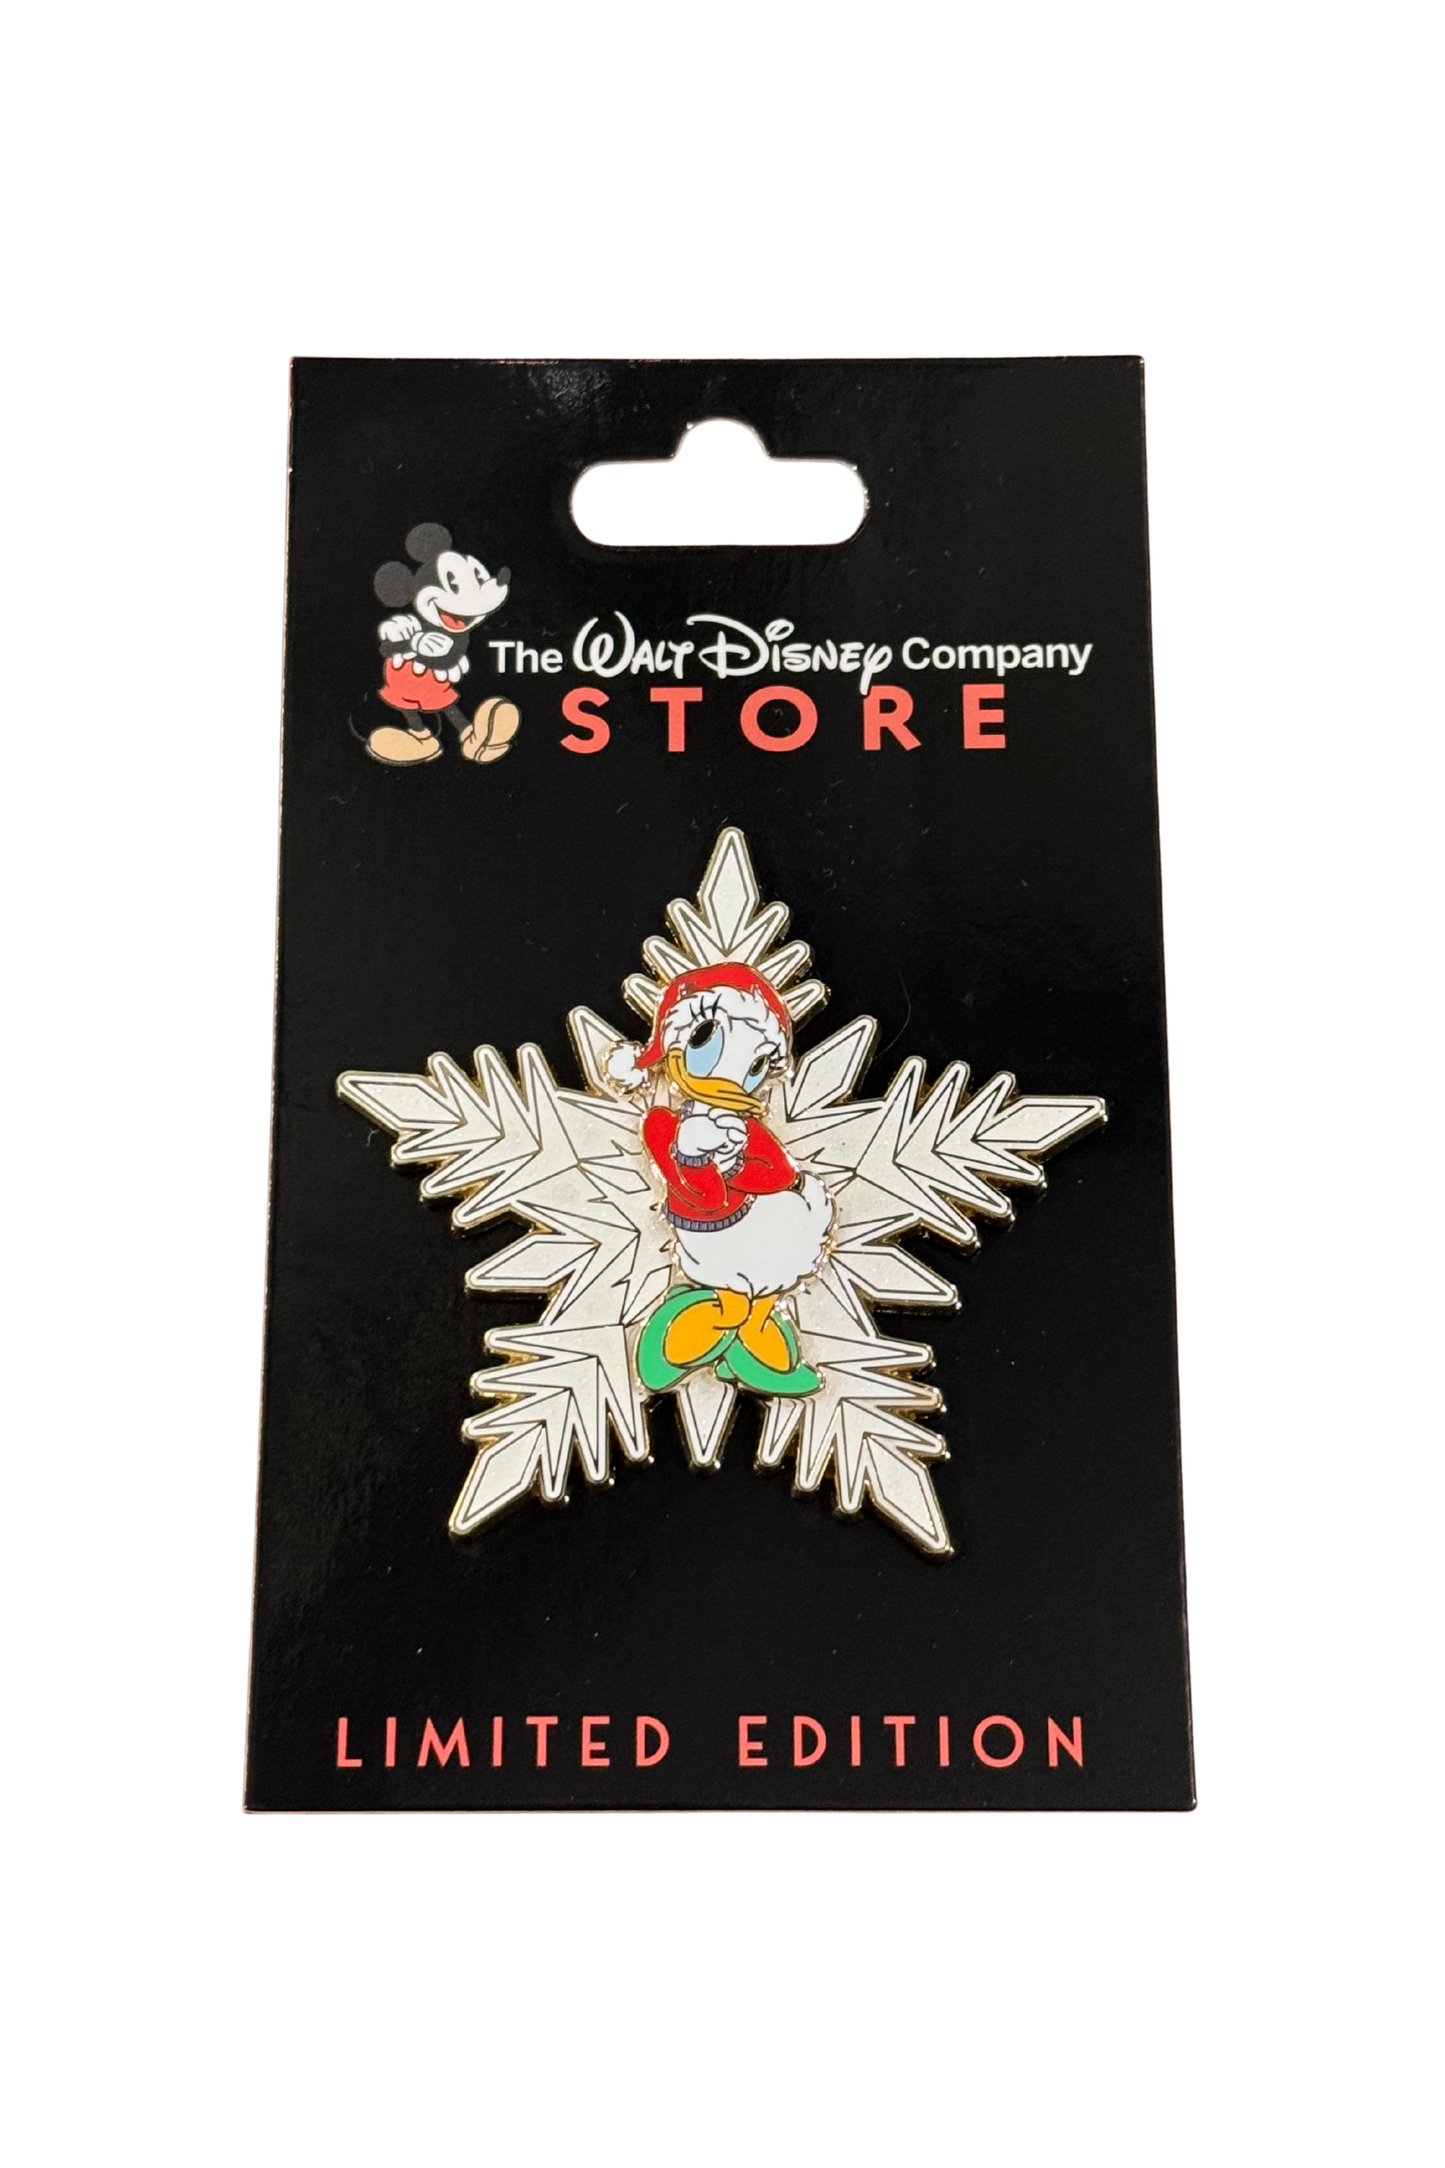 The WALT DISNEY Company
STORE
LIMITED EDITION